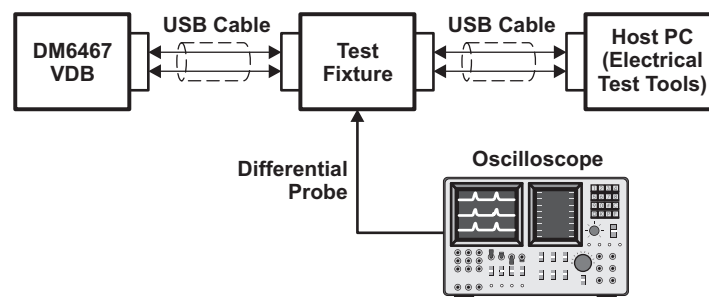 USB Cable
USB Cable
DM6467
VDB
Test
Fixture
Host PC
(Electrical
Test Tools)
Differential
Probe
Oscilloscope